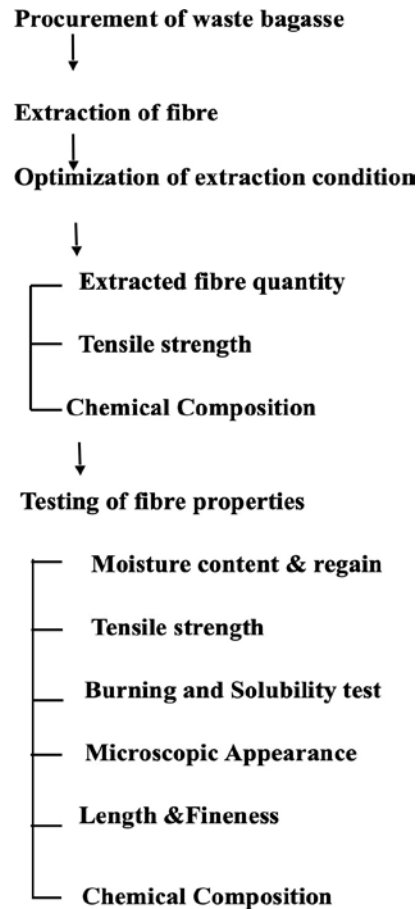 Procurement of waste bagasse
Extraction of fibre
Optimization of extraction condition
Extracted fibre quantity
Tensile strength
Chemical Composition
Testing of fibre properties
Moisture content & regain
Tensile strength
Burning and Solubility test
Microscopic Appearance
Length &Fineness
Chemical Composition